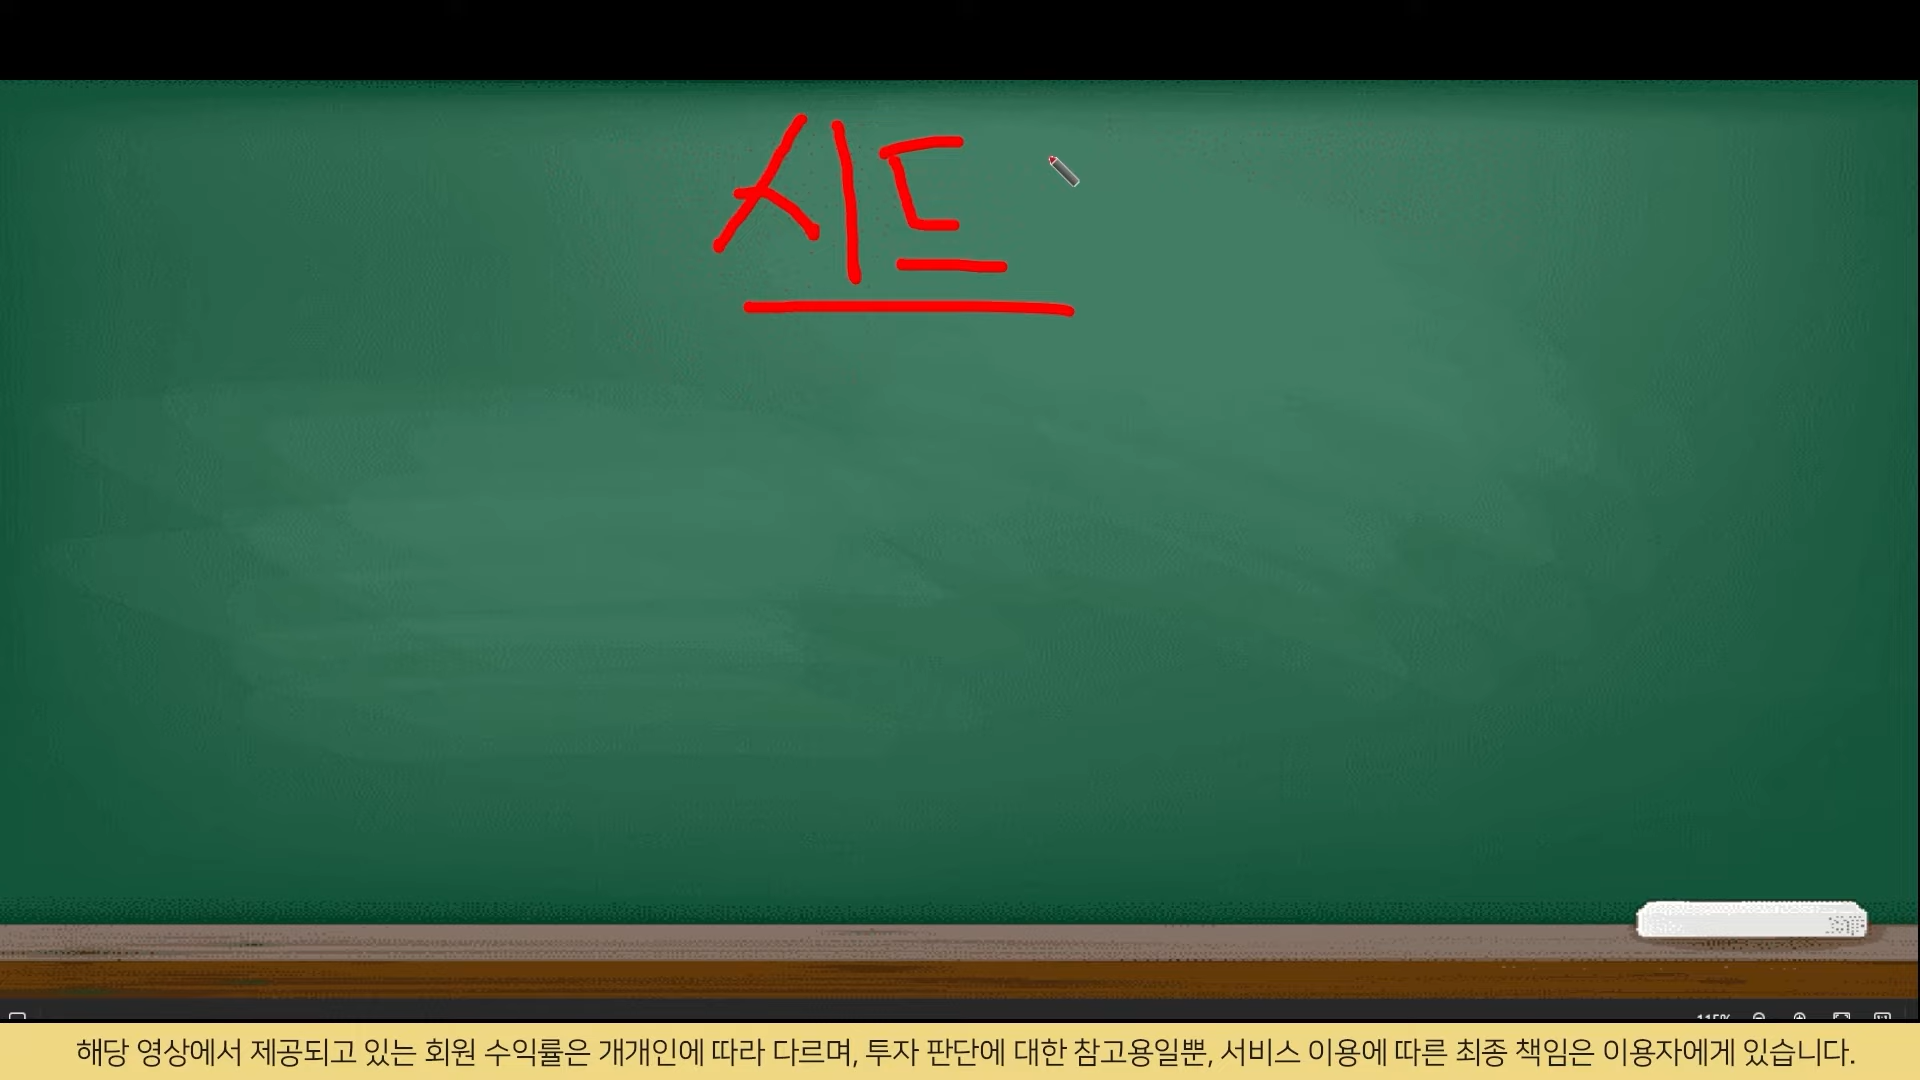 시드
해당 영상에서 제공되고 있는 회원 수익률은 개개인에 따라 다르며, 투자 판단에 대한 참고용일뿐, 서비스 이용에 따른 최종 책임은 이용자에게 있습니다.